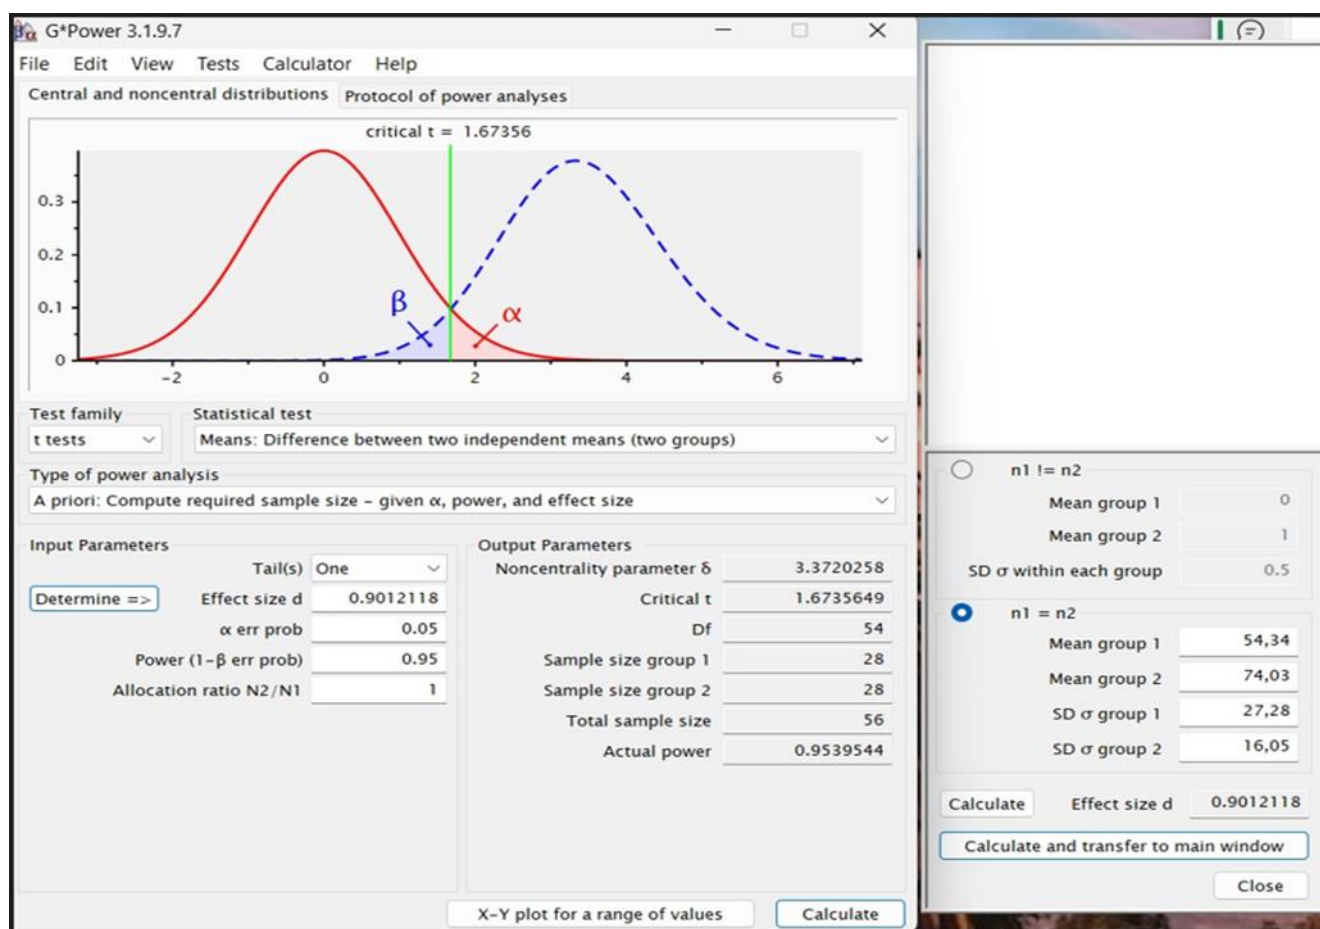 G*Power 3.1.9.7
File Edit View Tests Calculator Help
Central and noncentral distributions Protocol of power analyses
critical t = 1.67356
0.3
0.2
0.1
0
β
α
-2 0 2 4 6
Test family Statistical test
t tests Means: Difference between two independent means (two groups)
Type of power analysis
A priori: Compute required sample size – given α, power, and effect size
Input Parameters
Tail(s) One
Determine => Effect size d 0.9012118
α err prob 0.05
Power (1-β err prob) 0.95
Allocation ratio N2/N1 1
Output Parameters
Noncentrality parameter δ 3.3720258
Critical t 1.6735649
Df 54
Sample size group 1 28
Sample size group 2 28
Total sample size 56
Actual power 0.9539544
X-Y plot for a range of values Calculate
n1 != n2
Mean group 1 0
Mean group 2 1
SD σ within each group 0.5
n1 = n2
Mean group 1 54,34
Mean group 2 74,03
SD σ group 1 27,28
SD σ group 2 16,05
Calculate Effect size d 0.9012118
Calculate and transfer to main window
Close